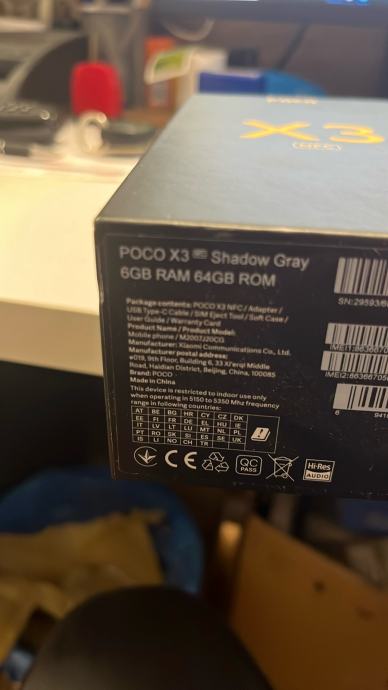 X3
NFC
POCO X3 NFC Shadow Gray
6GB RAM 64GB ROM
Package contents: POCO X3 NFC / Adapter /
USB Type-C Cable / SIM Eject Tool / Soft Case /
User Guide / Warranty Card
Product Name / Product Model:
Mobile phone / M2007J20CG
Manufacturer: Xiaomi Communications Co., Ltd.
Manufacturer postal address:
#019, 9th Floor, Building 6, 33 Xi'erqi Middle
Road, Haidian District, Beijing, China, 100085
Brand: POCO
Made in China
This device is restricted to indoor use only
when operating in 5150 to 5350 Mhz frequency
range in following countries:
AT BE BG HR CY CZ DK
EE FI FR DE EL HU IE
IT LV LT LU MT NL PL
PT RO SK SI ES SE UK
IS LI NO CH TR
CE
QC
PASS
Hi-Res
AUDIO
SN:29593/